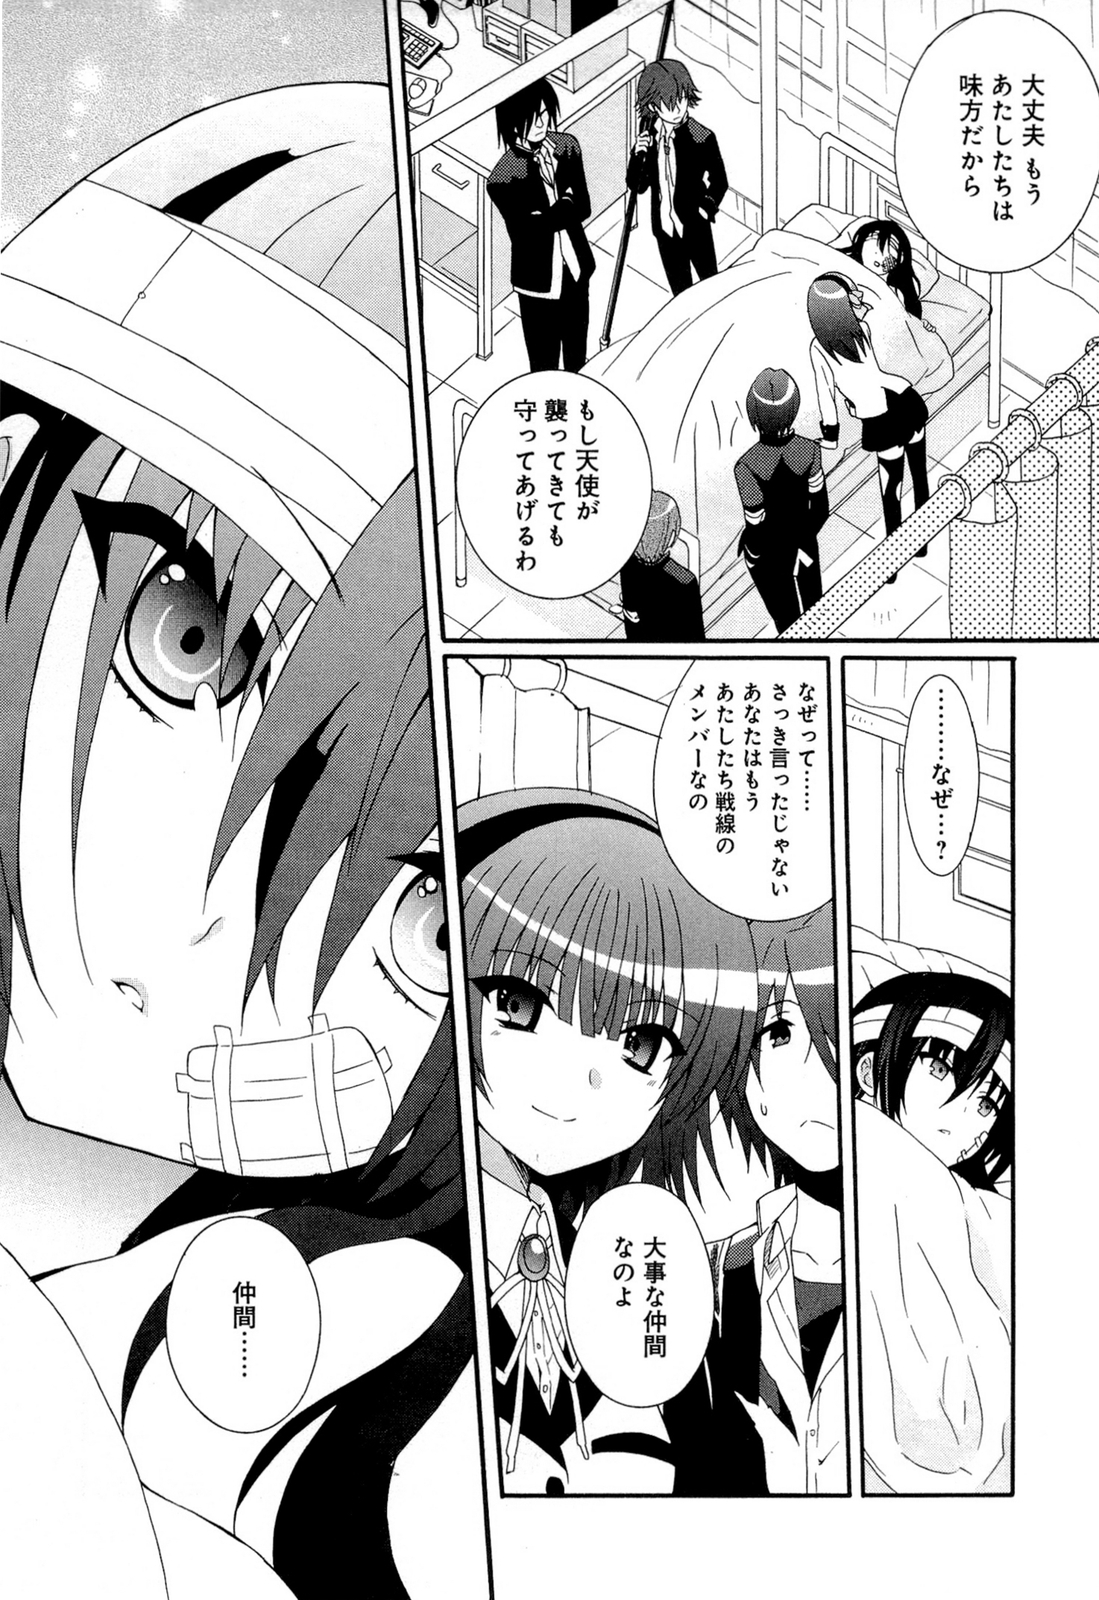 大丈夫 もう
あたしたちは
味方だから
もし天使が
襲ってきても
守ってあげるわ
………なぜ…?
なぜって……
さっき言ったじゃない
あなたはもう
あたしたち戦線の
メンバーなの
大事な仲間
なのよ
仲間……